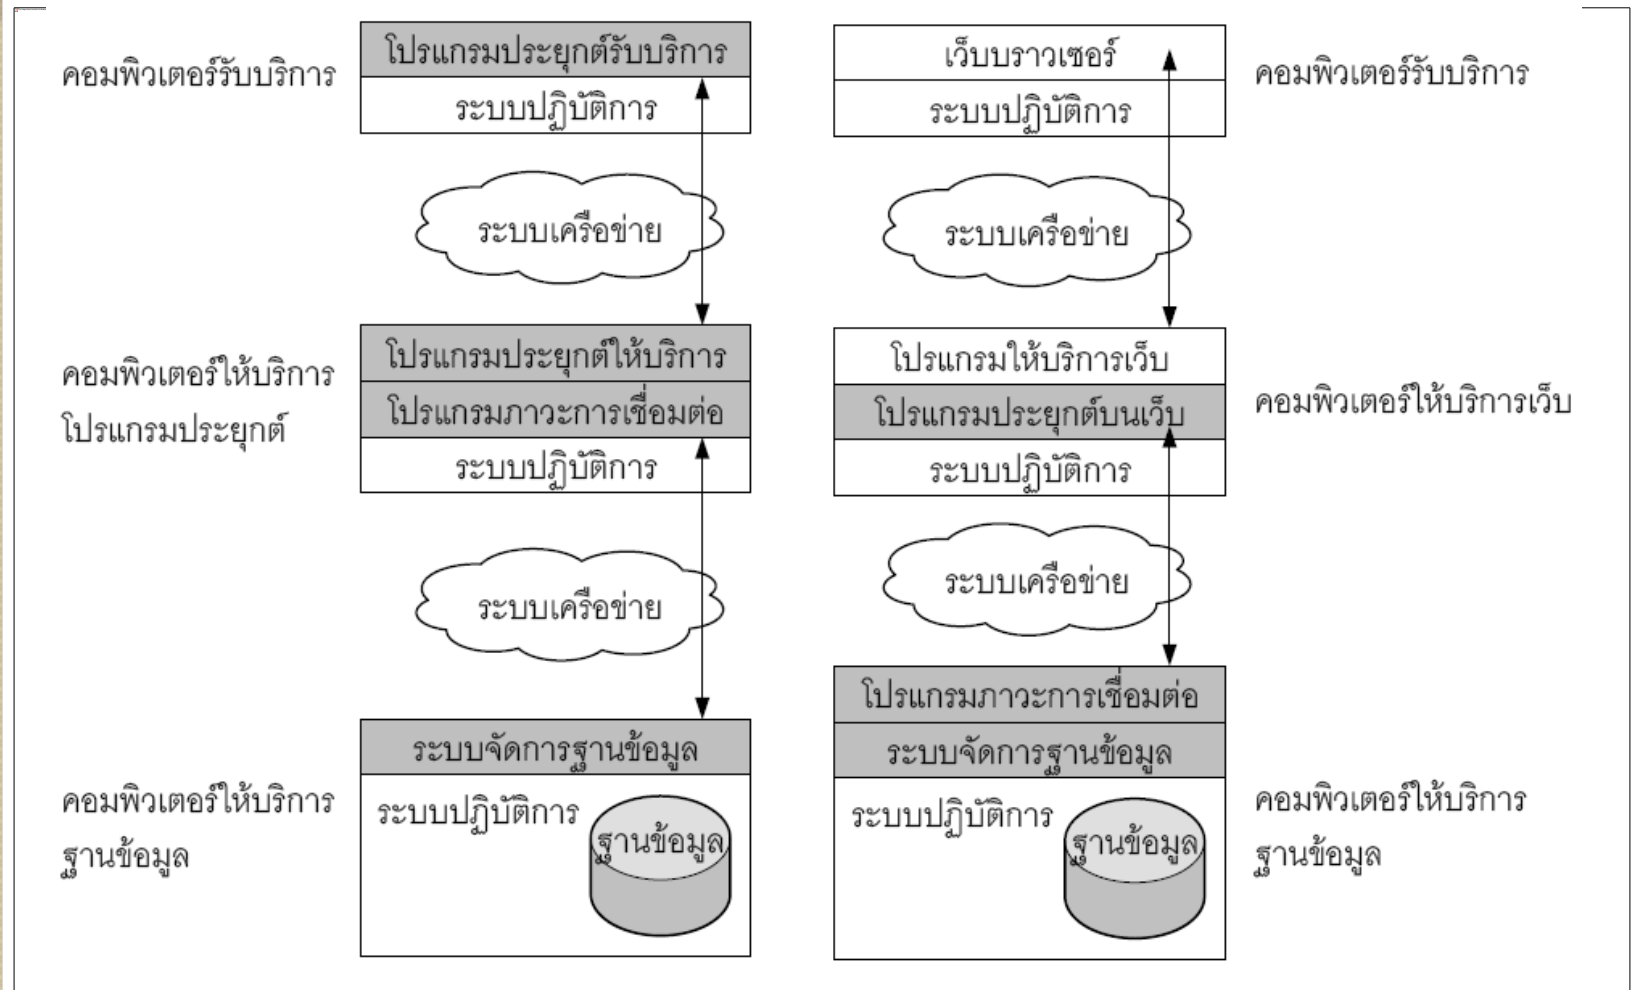 คอมพิวเตอร์รับบริการ
โปรแกรมประยุกต์รับบริการ
ระบบปฏิบัติการ
ระบบเครือข่าย
คอมพิวเตอร์ให้บริการ
โปรแกรมประยุกต์
โปรแกรมประยุกต์ให้บริการ
โปรแกรมภาวะการเชื่อมต่อ
ระบบปฏิบัติการ
ระบบเครือข่าย
คอมพิวเตอร์ให้บริการ
ฐานข้อมูล
ระบบจัดการฐานข้อมูล
ระบบปฏิบัติการ
ฐานข้อมูล
เว็บบราวเซอร์
ระบบปฏิบัติการ
คอมพิวเตอร์รับบริการ
ระบบเครือข่าย
โปรแกรมให้บริการเว็บ
โปรแกรมประยุกต์บนเว็บ
ระบบปฏิบัติการ
คอมพิวเตอร์ให้บริการเว็บ
ระบบเครือข่าย
โปรแกรมภาวะการเชื่อมต่อ
ระบบจัดการฐานข้อมูล
ระบบปฏิบัติการ
ฐานข้อมูล
คอมพิวเตอร์ให้บริการ
ฐานข้อมูล